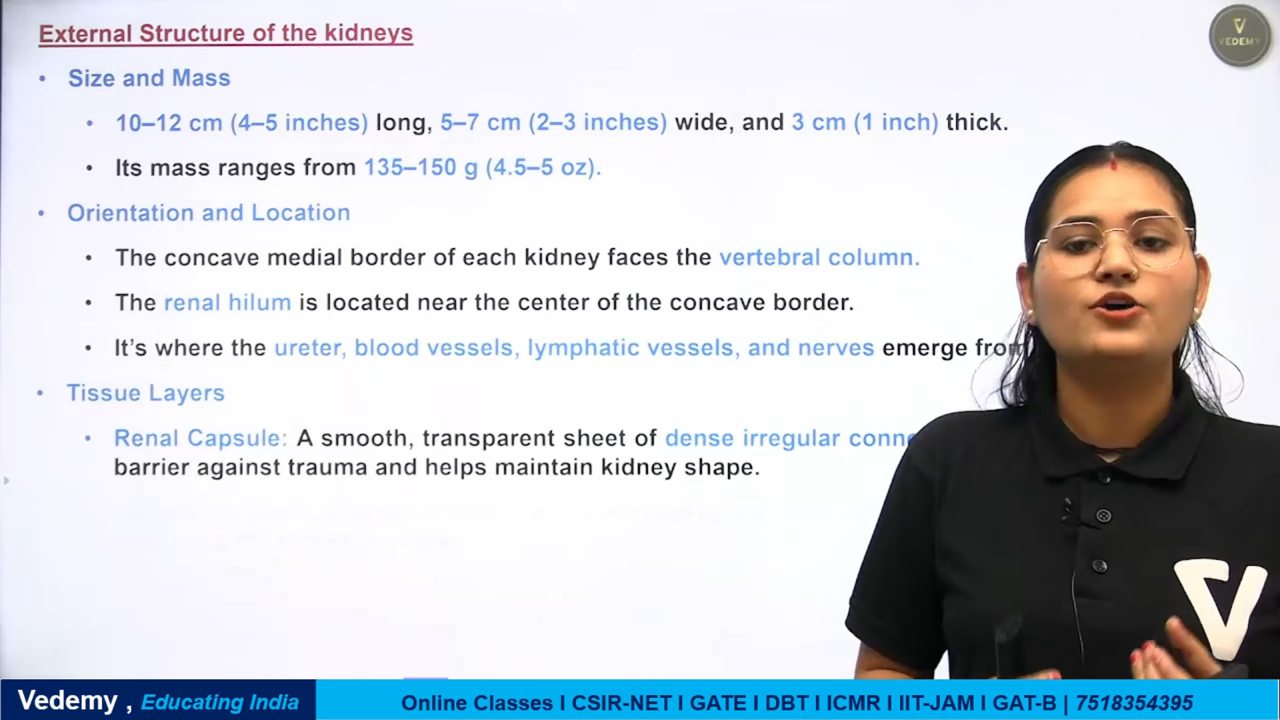 External Structure of the kidneys
VEDEMY
• Size and Mass
• 10–12 cm (4–5 inches) long, 5–7 cm (2–3 inches) wide, and 3 cm (1 inch) thick.
• Its mass ranges from 135–150 g (4.5–5 oz).
• Orientation and Location
• The concave medial border of each kidney faces the vertebral column.
• The renal hilum is located near the center of the concave border.
• It’s where the ureter, blood vessels, lymphatic vessels, and nerves emerge from
• Tissue Layers
• Renal Capsule: A smooth, transparent sheet of dense irregular conne
barrier against trauma and helps maintain kidney shape.
Vedemy , Educating India
Online Classes I CSIR-NET I GATE I DBT I ICMR I IIT-JAM I GAT-B | 7518354395